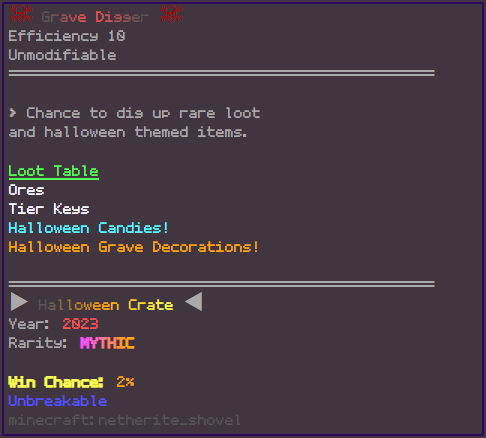 Grave Digger
Efficiency 10
Unmodifiable
> Chance to dig up rare loot
and halloween themed items.
Loot Table
Ores
Tier Keys
Halloween Candies!
Halloween Grave Decorations!
▶ Halloween Crate ◀
Year: 2023
Rarity: MYTHIC
Win Chance: 2%
Unbreakable
minecraft:netherite_shovel